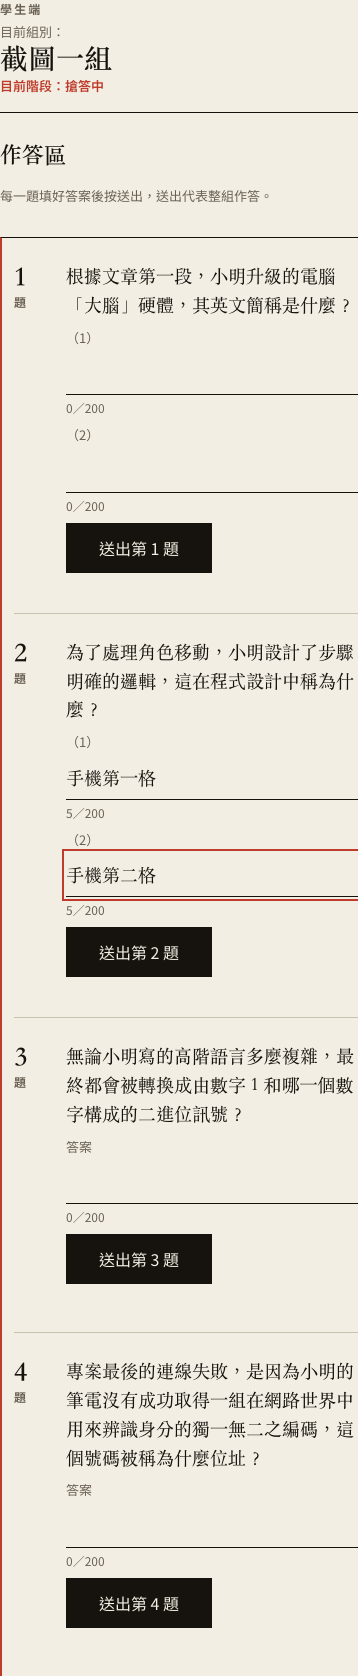 學生端
目前組別：
截圖一組
目前階段：搶答中
作答區
每一題填好答案後按送出，送出代表整組作答。
1
題
根據文章第一段，小明升級的電腦
「大腦」硬體，其英文簡稱是什麼？
（1）
0／200
（2）
0／200
送出第 1 題
2
題
為了處理角色移動，小明設計了步驟
明確的邏輯，這在程式設計中稱為什
麼？
（1）
手機第一格
5／200
（2）
手機第二格
5／200
送出第 2 題
3
題
無論小明寫的高階語言多麼複雜，最
終都會被轉換成由數字 1 和哪一個數
字構成的二進位訊號？
答案
0／200
送出第 3 題
4
題
專案最後的連線失敗，是因為小明的
筆電沒有成功取得一組在網路世界中
用來辨識身分的獨一無二之編碼，這
個號碼被稱為什麼位址？
答案
0／200
送出第 4 題